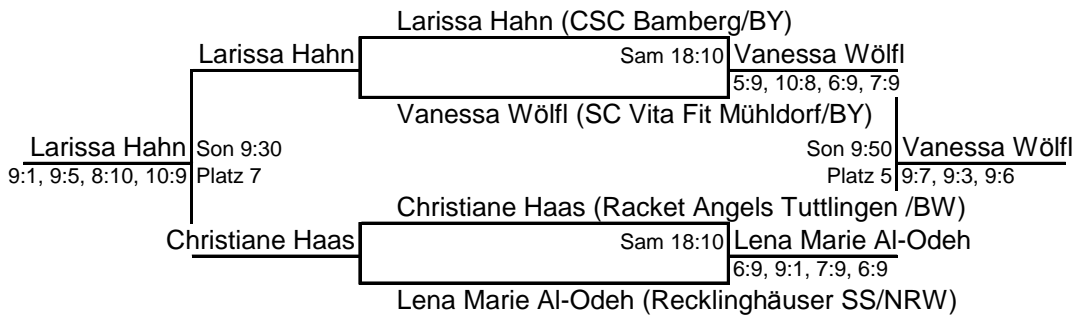 Larissa Hahn (CSC Bamberg/BY)
Larissa Hahn
Sam 18:10
Vanessa Wölfl
5:9, 10:8, 6:9, 7:9
Vanessa Wölfl (SC Vita Fit Mühldorf/BY)
Larissa Hahn
Son 9:30
Son 9:50
Vanessa Wölfl
9:1, 9:5, 8:10, 10:9
Platz 7
Platz 5
9:7, 9:3, 9:6
Christiane Haas (Racket Angels Tuttlingen /BW)
Christiane Haas
Sam 18:10
Lena Marie Al-Odeh
6:9, 9:1, 7:9, 6:9
Lena Marie Al-Odeh (Recklinghäuser SS/NRW)